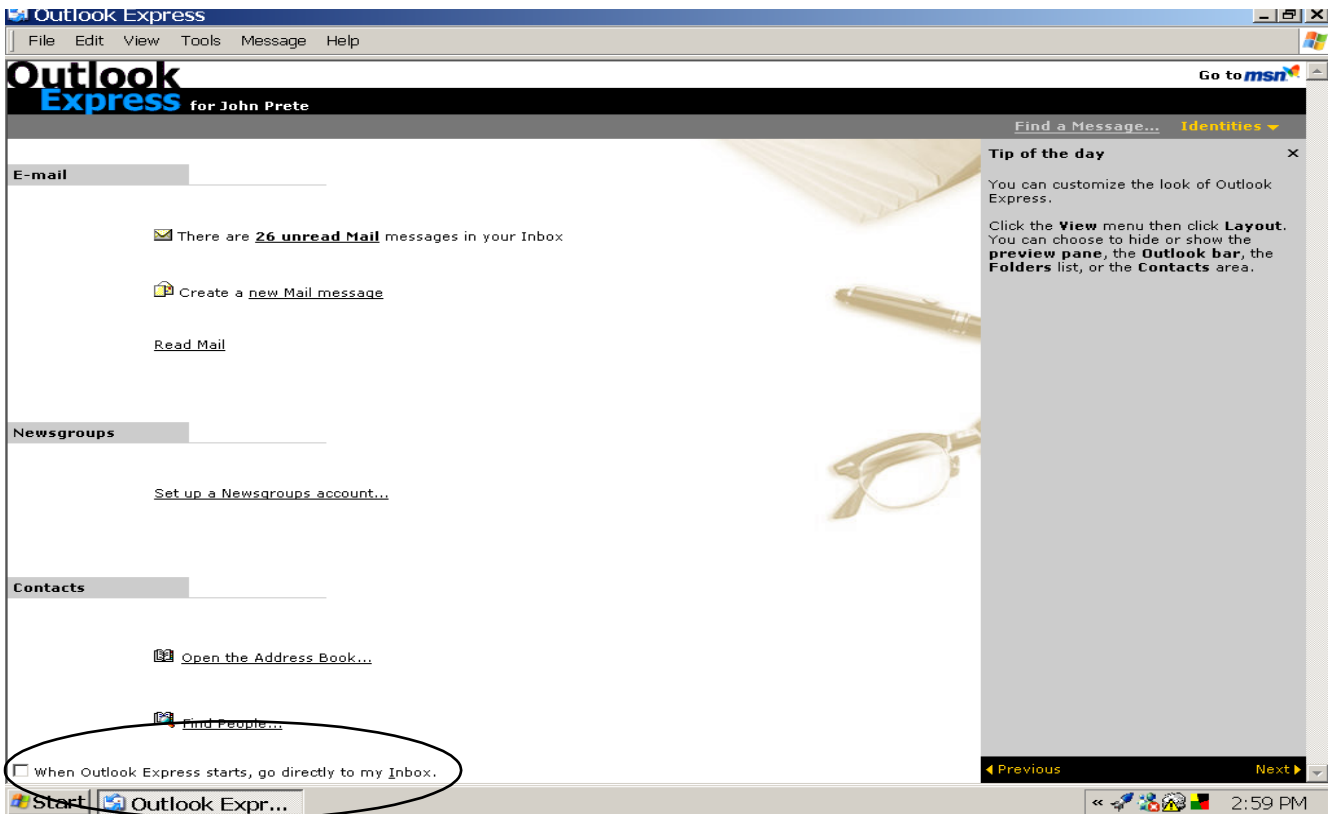 Outlook Express
File Edit View Tools Message Help
Outlook
Express for John Prete
Go to msn
Find a Message... Identities
E-mail
There are 26 unread Mail messages in your Inbox
Create a new Mail message
Read Mail
Newsgroups
Set up a Newsgroups account...
Contacts
Open the Address Book...
Find People...
When Outlook Express starts, go directly to my Inbox.
Tip of the day
You can customize the look of Outlook
Express.
Click the View menu then click Layout.
You can choose to hide or show the
preview pane, the Outlook bar, the
Folders list, or the Contacts area.
Previous Next
Start Outlook Expr... « 2:59 PM